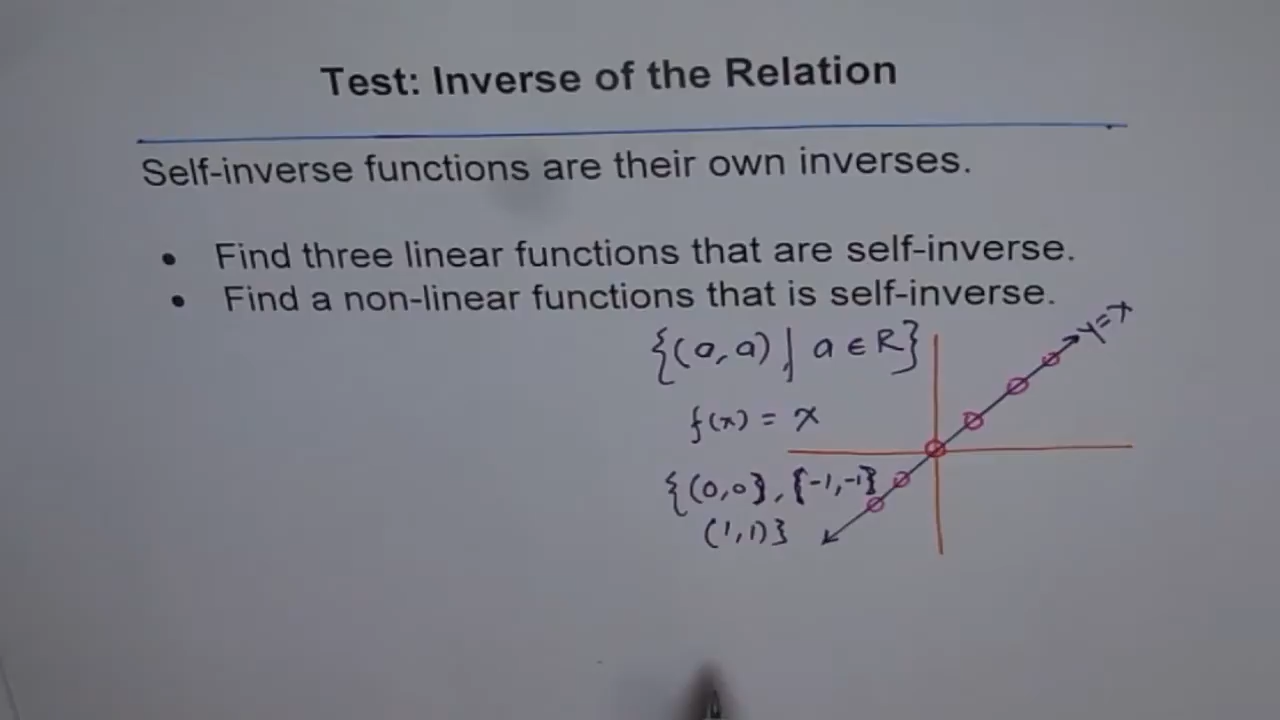 Test: Inverse of the Relation
Self-inverse functions are their own inverses.
• Find three linear functions that are self-inverse.
• Find a non-linear functions that is self-inverse.
{(a, a) | a ∈ R}
y=x
f(x) = x
{(0,0}, {-1,-1}
(1,1)}